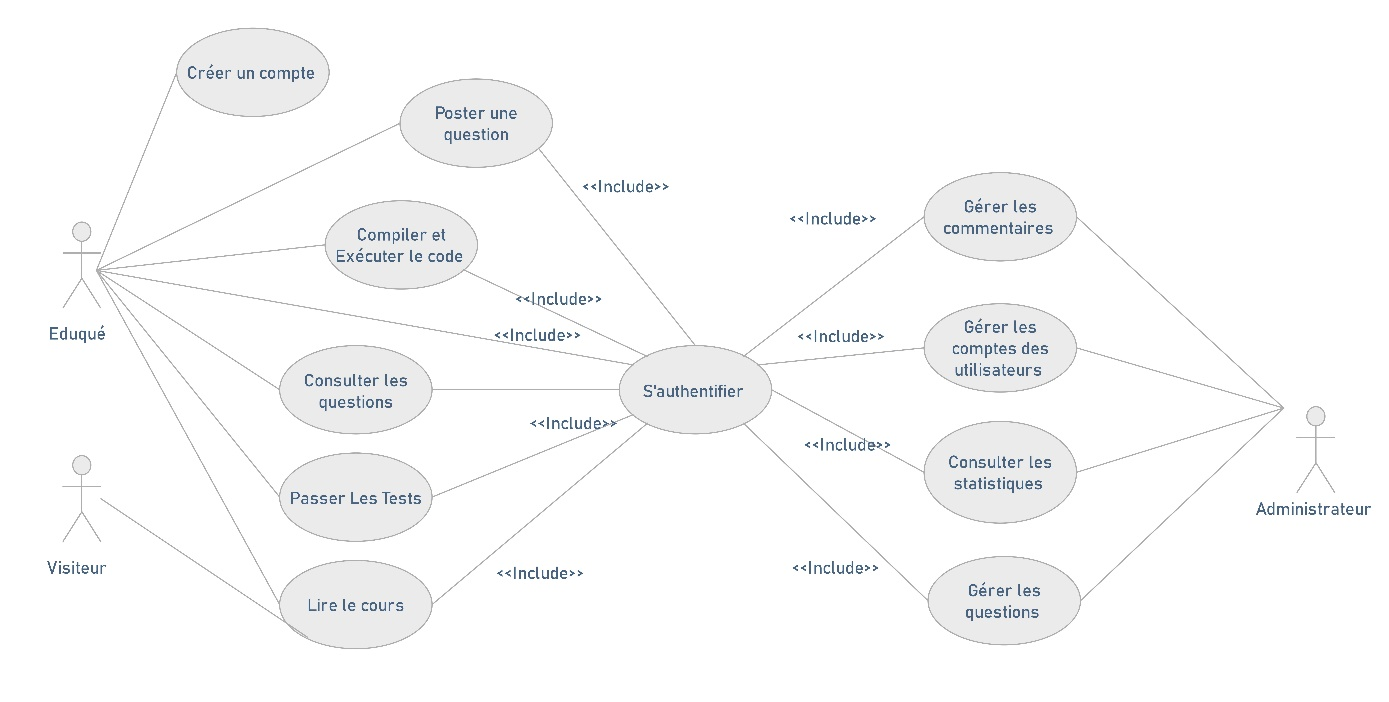 Créer un compte
Poster une
question
<<Include>>
<<Include>>
Gérer les
commentaires
Compiler et
Exécuter le code
<<Include>>
Eduqué
<<Include>>
<<Include>>
Gérer les
comptes des
utilisateurs
Consulter les
questions
S'authentifier
<<Include>>
<<Include>>
Consulter les
statistiques
Passer Les Tests
Administrateur
Visiteur
<<Include>>
<<Include>>
Lire le cours
Gérer les
questions